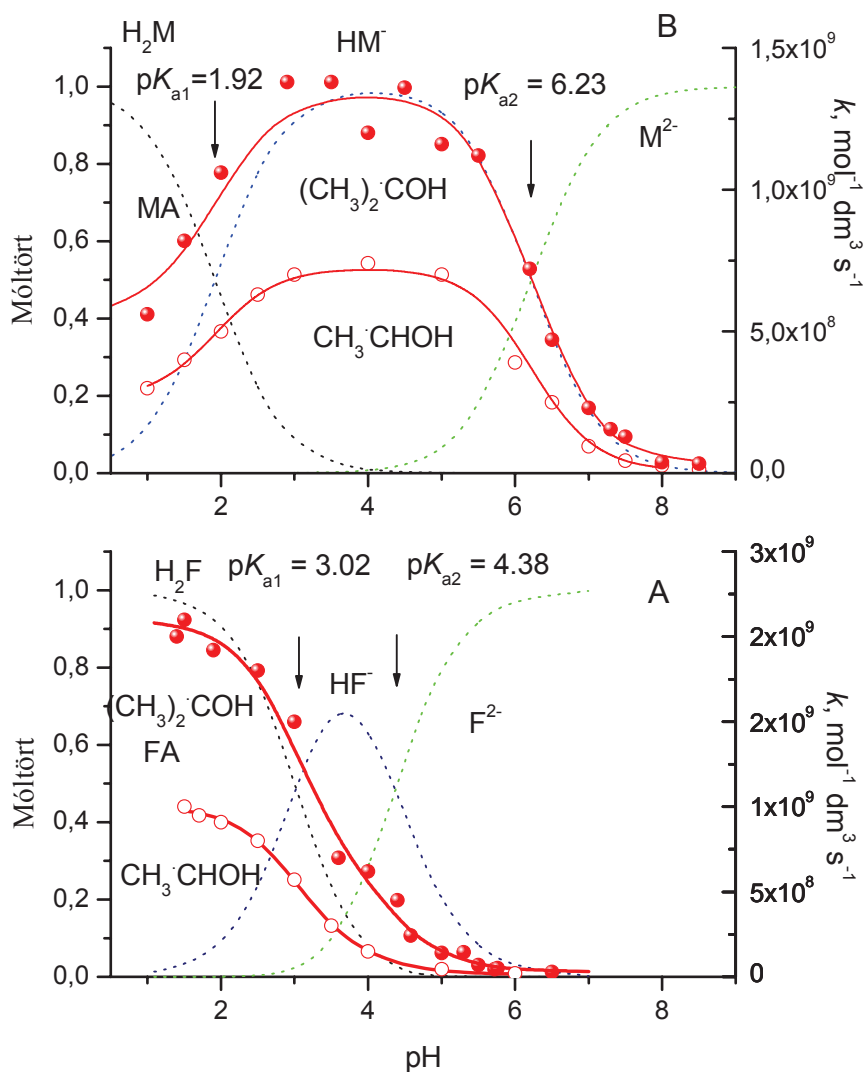 H₂M
HM⁻
B
pKₐ₁=1.92
pKₐ₂ = 6.23
M²⁻
MA
(CH₃)₂˙COH
CH₃˙CHOH
Móltört
1,0
0,8
0,6
0,4
0,2
0,0
1,5x10⁹
1,0x10⁹
5,0x10⁸
0,0
k, mol⁻¹ dm³ s⁻¹
2
4
6
8
H₂F
pKₐ₁ = 3.02
pKₐ₂ = 4.38
A
HF⁻
F²⁻
(CH₃)₂˙COH
FA
CH₃˙CHOH
Móltört
1,0
0,8
0,6
0,4
0,2
0,0
3x10⁹
2x10⁹
2x10⁹
1x10⁹
5x10⁸
0
k, mol⁻¹ dm³ s⁻¹
2
4
6
8
pH